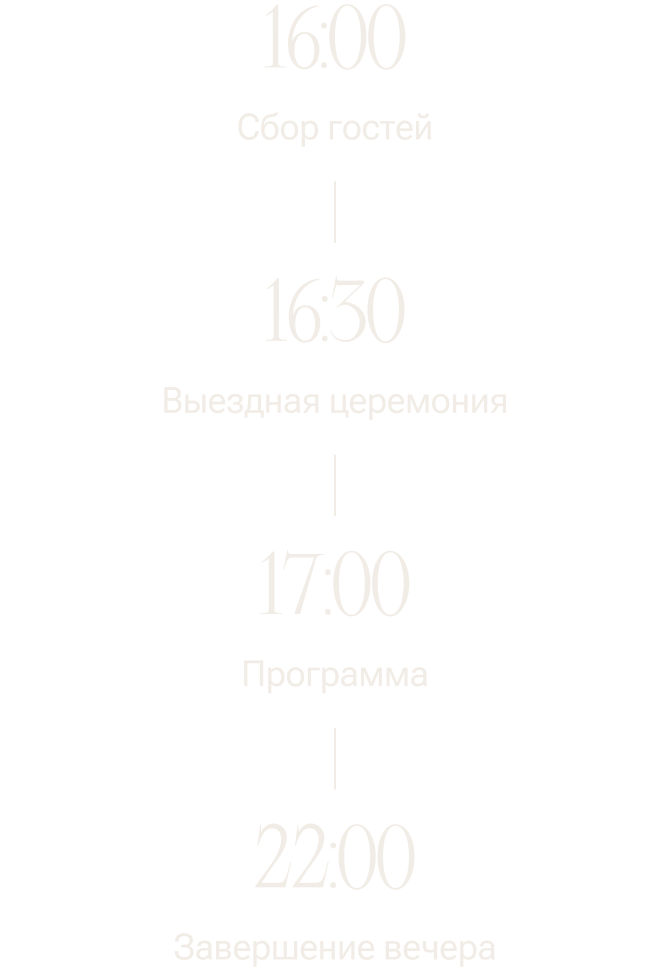 16:00
Сбор гостей
16:30
Выездная церемония
17:00
Программа
22:00
Завершение вечера